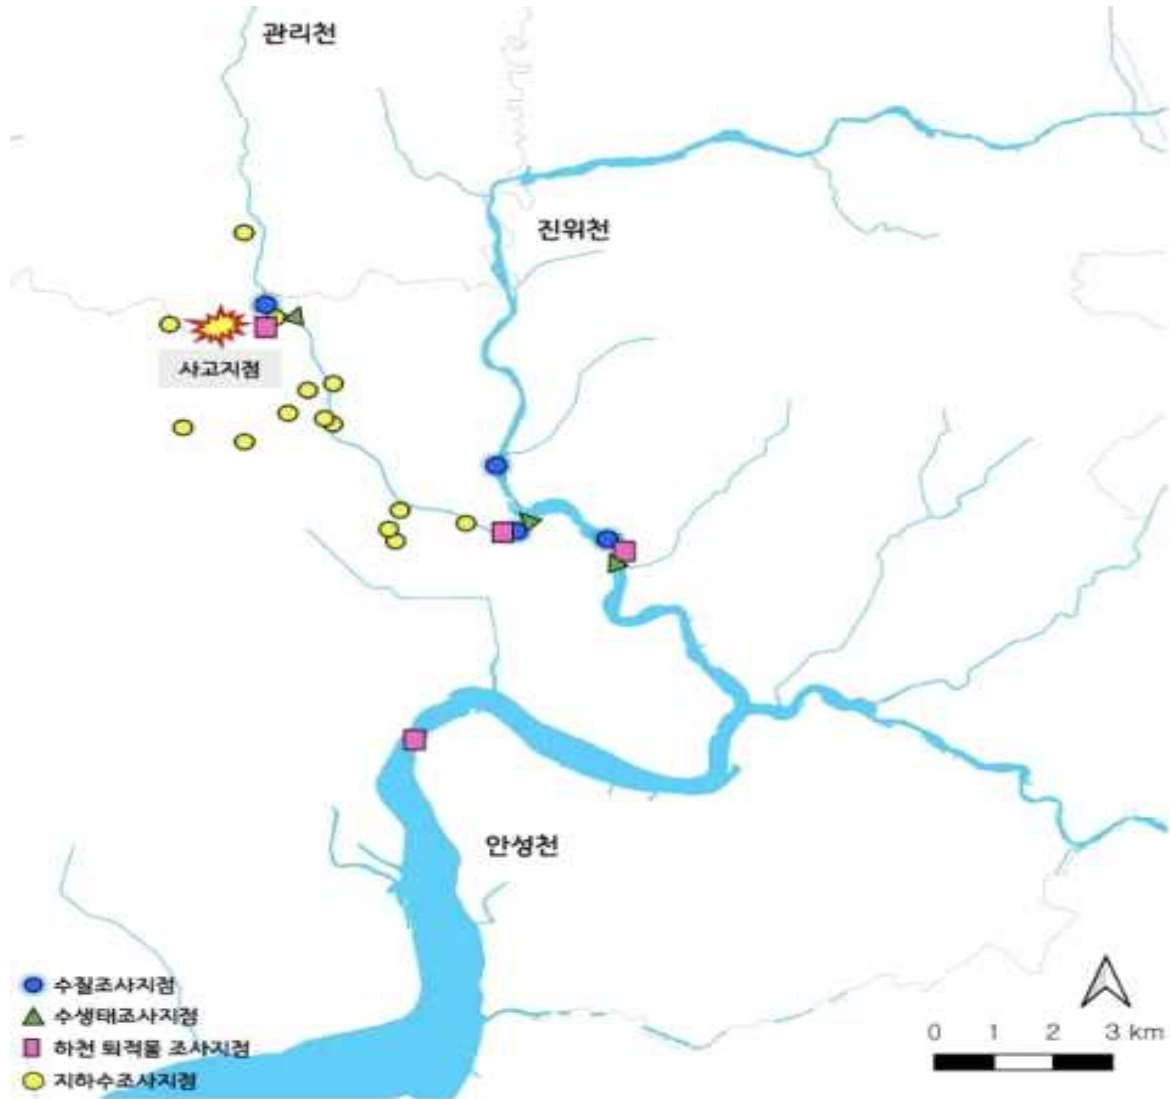 관리천
진위천
사고지점
안성천
수질조사지점
수생태조사지점
하천 퇴적물 조사지점
지하수조사지점
0 1 2 3 km